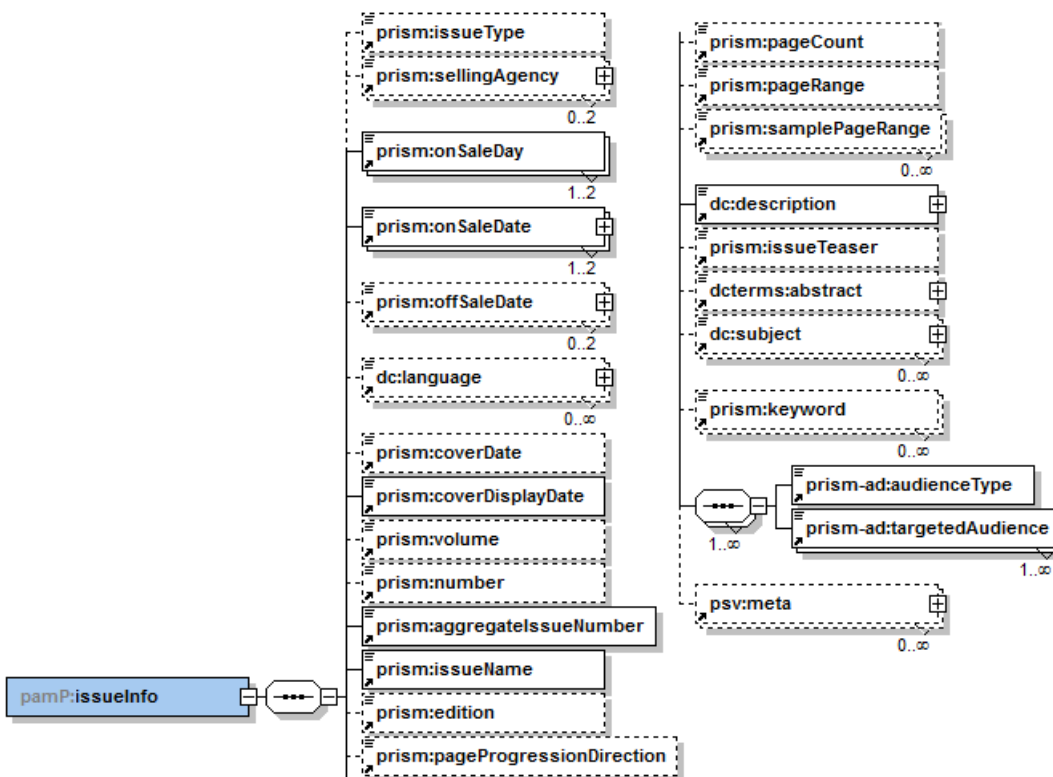 prism:issueType
prism:sellingAgency
0..2
prism:onSaleDay
1..2
prism:onSaleDate
1..2
prism:offSaleDate
0..2
dc:language
0..∞
prism:coverDate
prism:coverDisplayDate
prism:volume
prism:number
prism:aggregateIssueNumber
prism:issueName
pamP:issueInfo
prism:edition
prism:pageProgressionDirection
prism:pageCount
prism:pageRange
prism:samplePageRange
0..∞
dc:description
prism:issueTeaser
dcterms:abstract
dc:subject
0..∞
prism:keyword
0..∞
prism-ad:audienceType
prism-ad:targetedAudience
1..∞
1..∞
psv:meta
0..∞